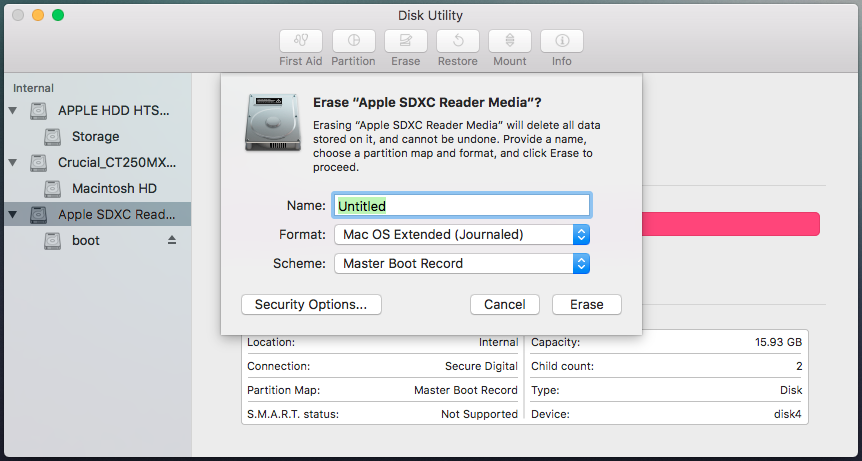 Disk Utility
First Aid
Partition
Erase
Restore
Mount
Info
Internal
APPLE HDD HTS...
Storage
Crucial_CT250MX...
Macintosh HD
Apple SDXC Read...
boot
Erase “Apple SDXC Reader Media”?
Erasing “Apple SDXC Reader Media” will delete all data
stored on it, and cannot be undone. Provide a name,
choose a partition map and format, and click Erase to
proceed.
Name: Untitled
Format: Mac OS Extended (Journaled)
Scheme: Master Boot Record
Security Options...
Cancel
Erase
Location: Internal
Capacity: 15.93 GB
Connection: Secure Digital
Child count: 2
Partition Map: Master Boot Record
Type: Disk
S.M.A.R.T. status: Not Supported
Device: disk4